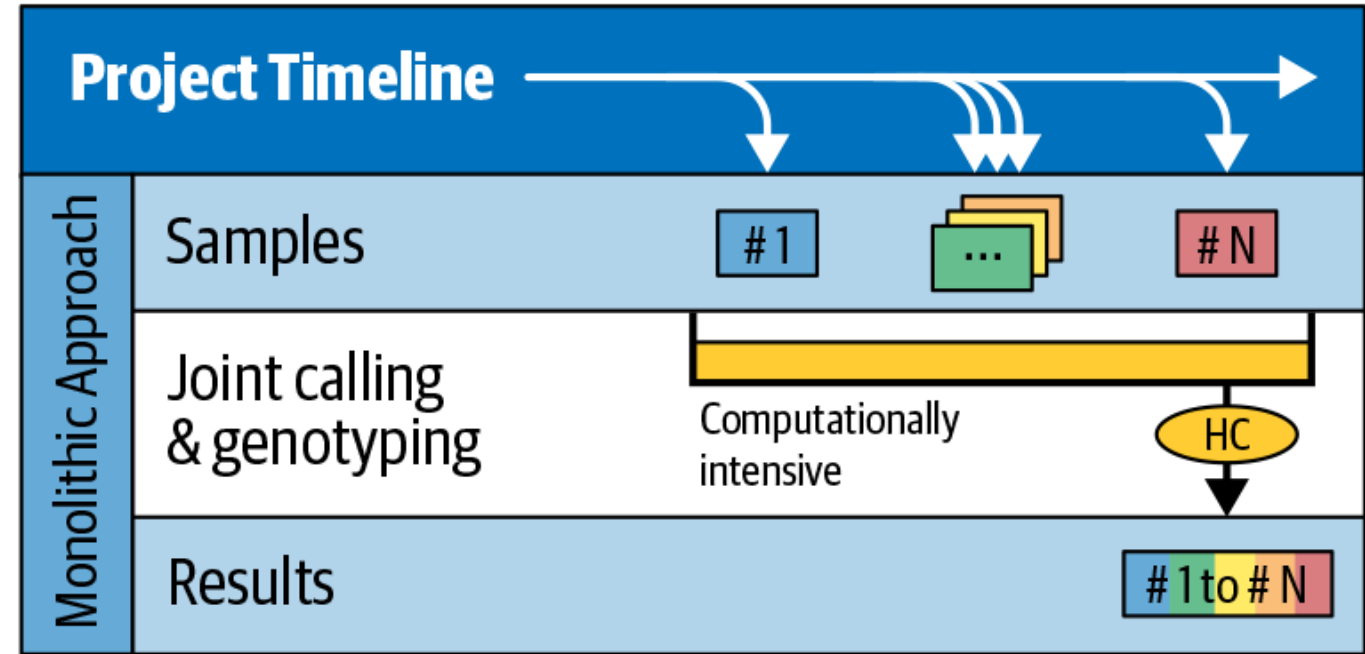 Project Timeline
Monolithic Approach
Samples
# 1
...
# N
Joint calling
& genotyping
Computationally
intensive
HC
Results
# 1 to # N